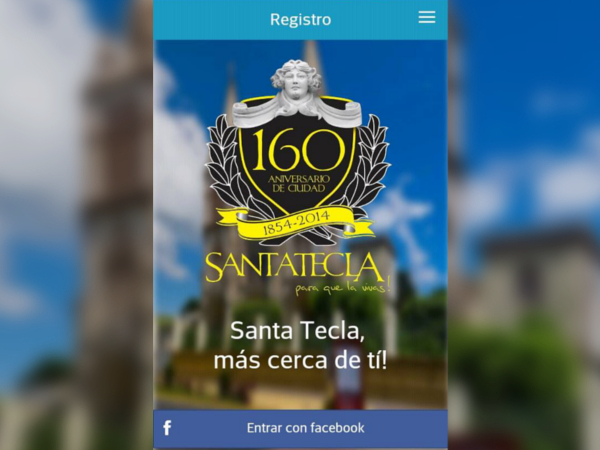 Registro
160
ANIVERSARIO
DE CIUDAD
1854-2014
SANTATECLA
para que la vivas!
Santa Tecla,
más cerca de tí!
f
Entrar con facebook